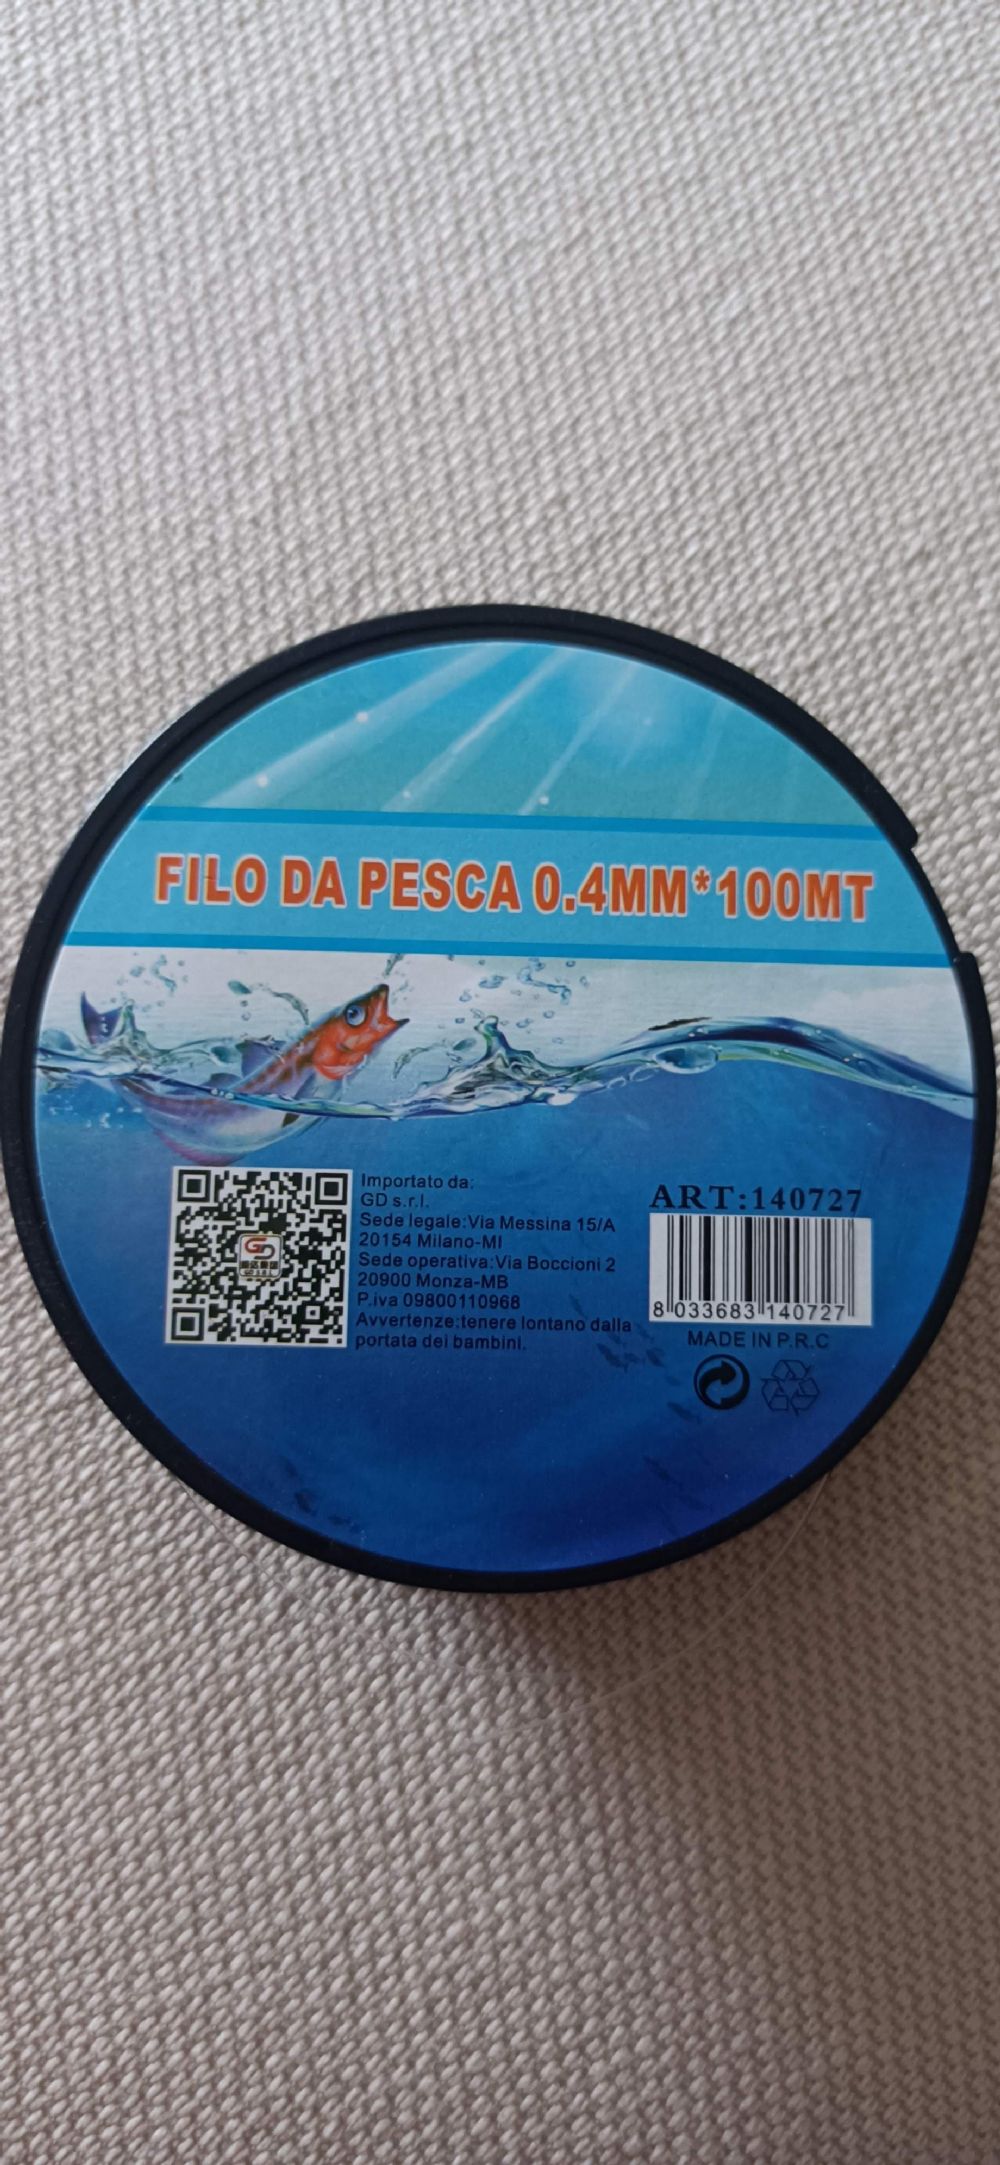 FILO DA PESCA 0.4MM*100MT
Importato da:
GD s.r.l.
Sede legale:Via Messina 15/A
20154 Milano-MI
Sede operativa:Via Boccioni 2
20900 Monza-MB
P.iva 09800110968
Avvertenze:tenere lontano dalla
portata dei bambini.
GD
ART:140727
8 033683 140727
MADE IN P.R.C